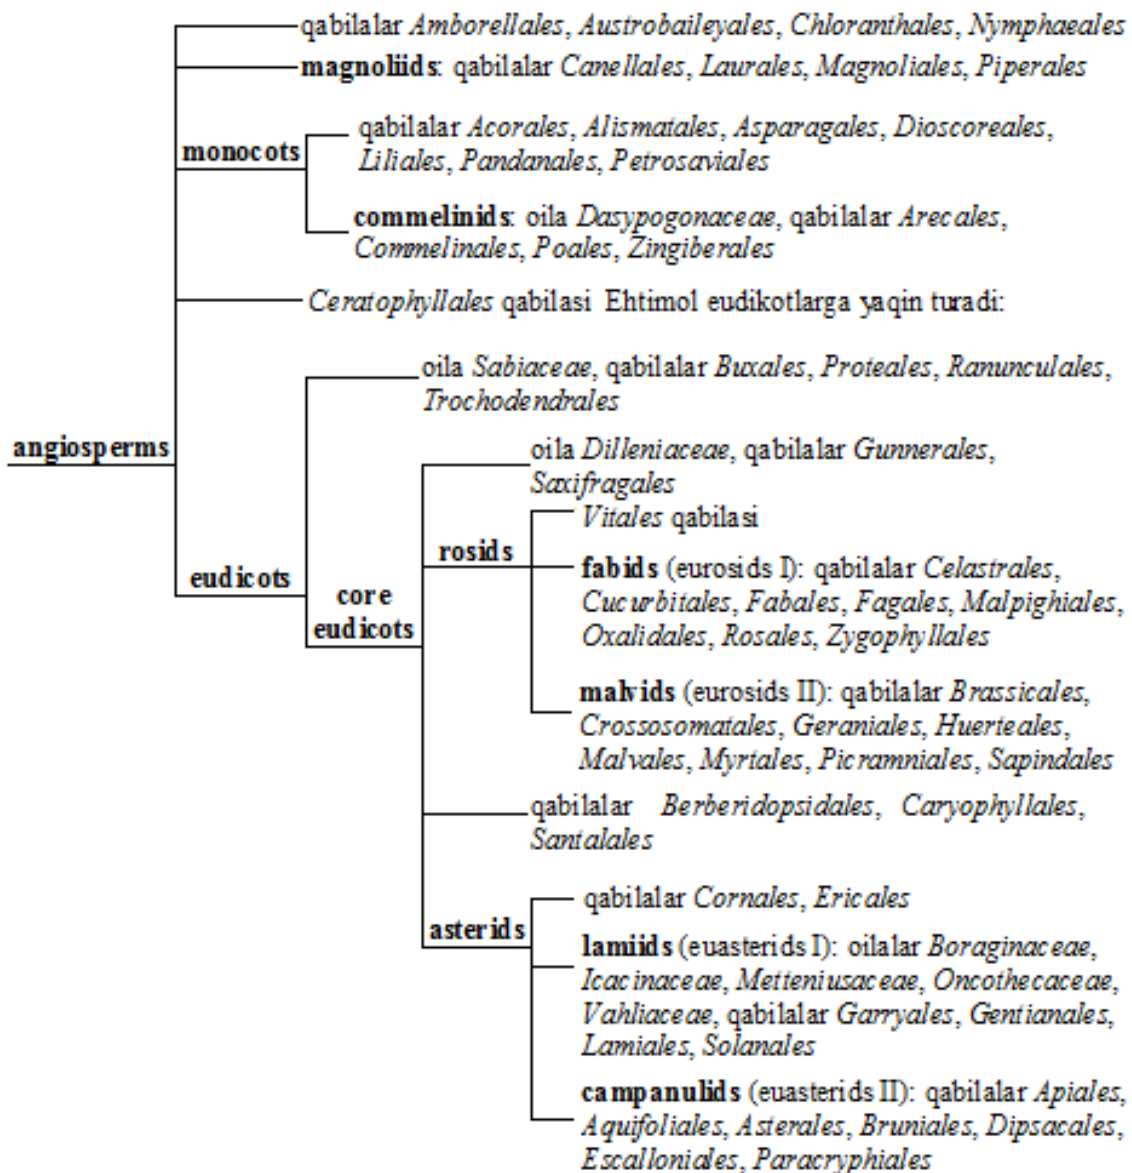 qabilalar Amborellales, Austrobaileyales, Chloranthales, Nymphaeales
magnoliids: qabilalar Canellales, Laurales, Magnoliales, Piperales
monocots
qabilalar Acorales, Alismatales, Asparagales, Dioscoreales,
Liliales, Pandanales, Petrosaviales
commelinids: oila Dasypogonaceae, qabilalar Arecales,
Commelinales, Poales, Zingiberales
Ceratophyllales qabilasi Ehtimol eudikotlarga yaqin turadi:
oila Sabiaceae, qabilalar Buxales, Proteales, Ranunculales,
Trochodendrales
angiosperms
oila Dilleniaceae, qabilalar Gunnerales,
Saxifragales
eudicots
core
eudicots
rosids
Vitales qabilasi
fabids (eurosids I): qabilalar Celastrales,
Cucurbitales, Fabales, Fagales, Malpighiales,
Oxalidales, Rosales, Zygophyllales
malvids (eurosids II): qabilalar Brassicales,
Crossosomatales, Geraniales, Huerteales,
Malvales, Myrtales, Picramniales, Sapindales
qabilalar Berberidopsidales, Caryophyllales,
Santalales
asterids
qabilalar Cornales, Ericales
lamiids (euasterids I): oilalar Boraginaceae,
Icacinaceae, Metteniusaceae, Oncothecaceae,
Vahliaceae, qabilalar Garryales, Gentianales,
Lamiales, Solanales
campanulids (euasterids II): qabilalar Apiales,
Aquifoliales, Asterales, Bruniales, Dipsacales,
Escalloniales, Paracryphiales